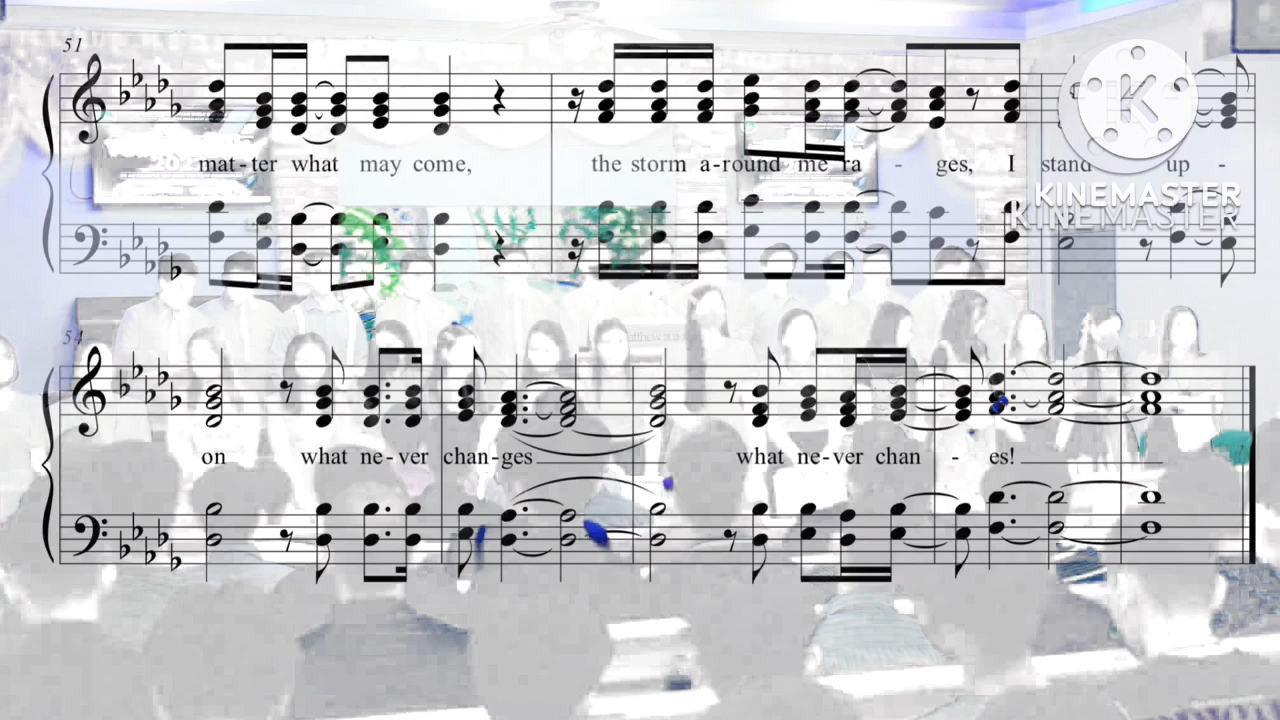 51
mat - ter what may come, the storm a - round me ra - ges, I stand up -
KINEMASTER
KINEMASTER
54
on what ne - ver chan - ges what ne - ver chan - es!